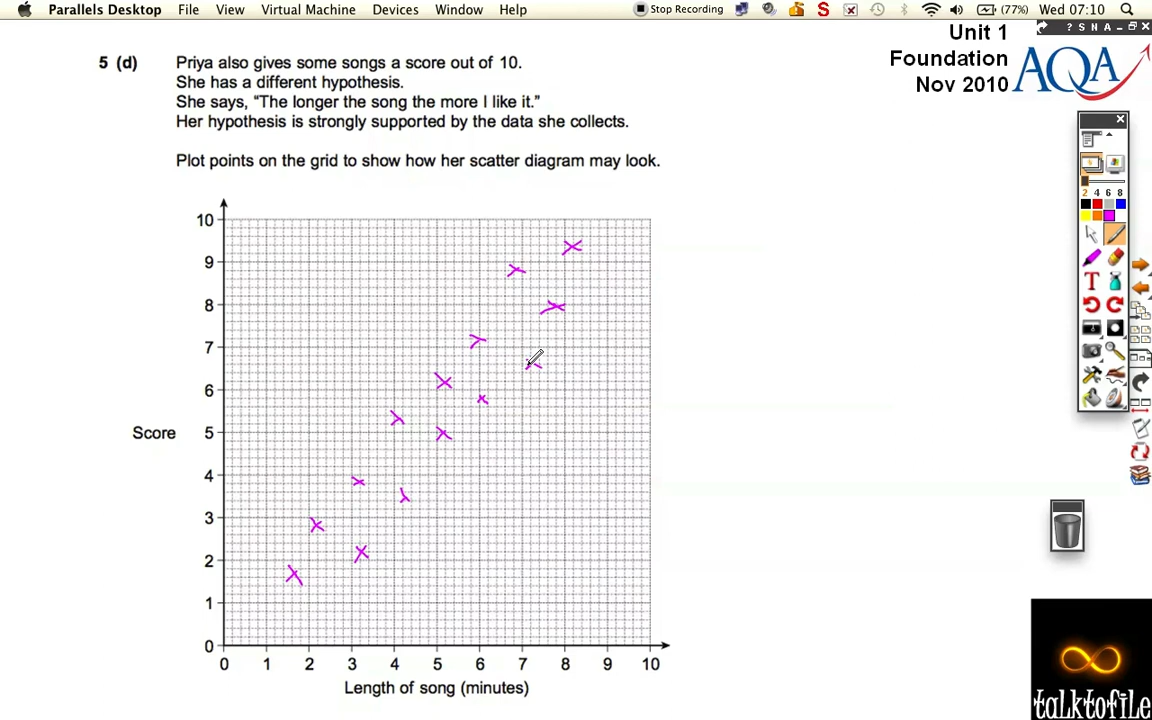 Parallels Desktop File View Virtual Machine Devices Window Help Stop Recording S (77%) Wed 07:10
? S N A
Unit 1
Foundation
Nov 2010
AQA
5 (d) Priya also gives some songs a score out of 10.
She has a different hypothesis.
She says, “The longer the song the more I like it.”
Her hypothesis is strongly supported by the data she collects.
Plot points on the grid to show how her scatter diagram may look.
2 4 6 8
T
10
9
8
7
6
Score 5
4
3
2
1
0
0 1 2 3 4 5 6 7 8 9 10
Length of song (minutes)
talktofile